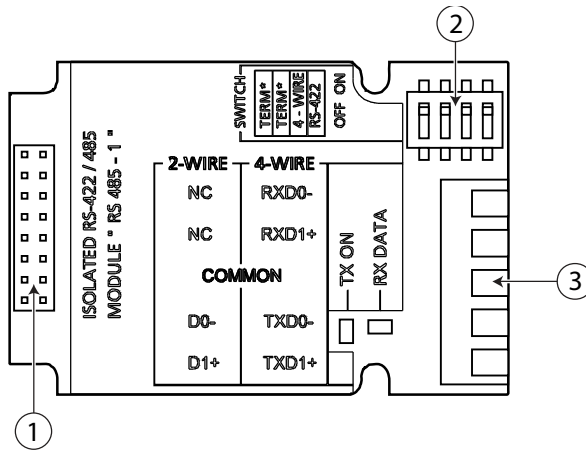 2
SWITCH
TERM*
TERM*
4 - WIRE
RS-422
OFF ON
2-WIRE 4-WIRE
NC RXD0-
NC RXD1+
COMMON
D0- TXD0-
D1+ TXD1+
TX ON
RX DATA
ISOLATED RS-422 / 485
MODULE " RS 485 - 1 "
3
1